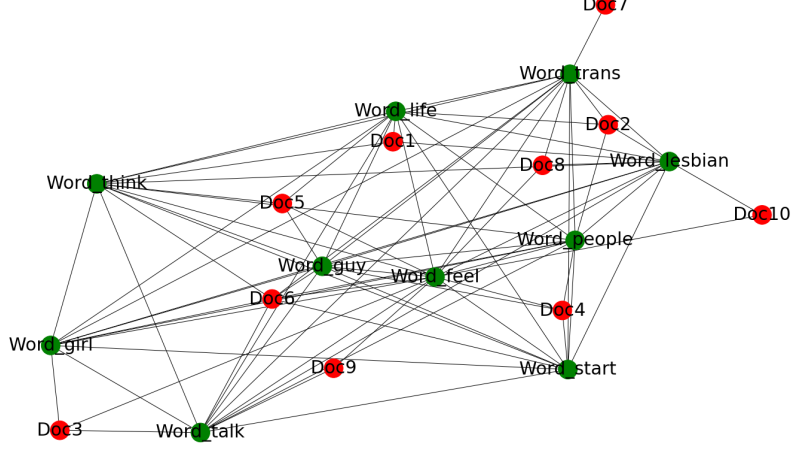 Doc7
Word_trans
Word_life
Doc2
Doc1
Doc8
Word_lesbian
Word_think
Doc5
Doc10
Word_people
Word_guy
Word_feel
Doc6
Doc4
Word_girl
Doc9
Word_start
Doc3
Word_talk